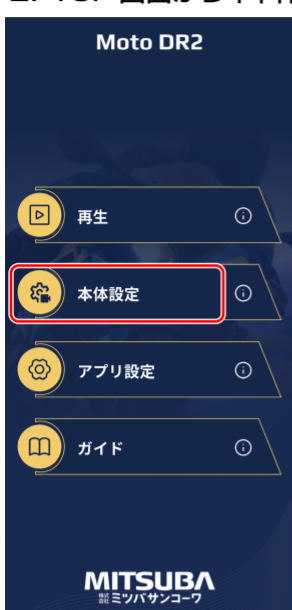 Moto DR2
再生
本体設定
アプリ設定
ガイド
MITSUBA
株式会社 ミツバサンコーワ